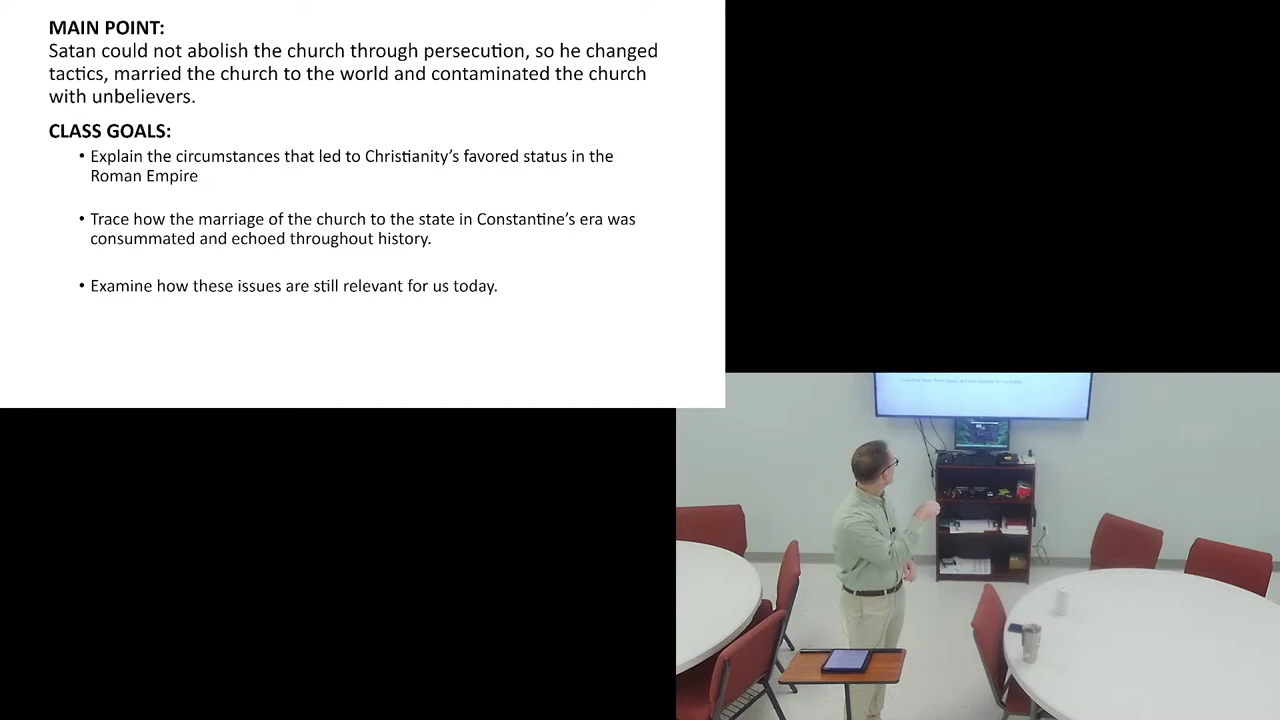 MAIN POINT:
Satan could not abolish the church through persecution, so he changed
tactics, married the church to the world and contaminated the church
with unbelievers.
CLASS GOALS:
• Explain the circumstances that led to Christianity's favored status in the
Roman Empire
• Trace how the marriage of the church to the state in Constantine's era was
consummated and echoed throughout history.
• Examine how these issues are still relevant for us today.